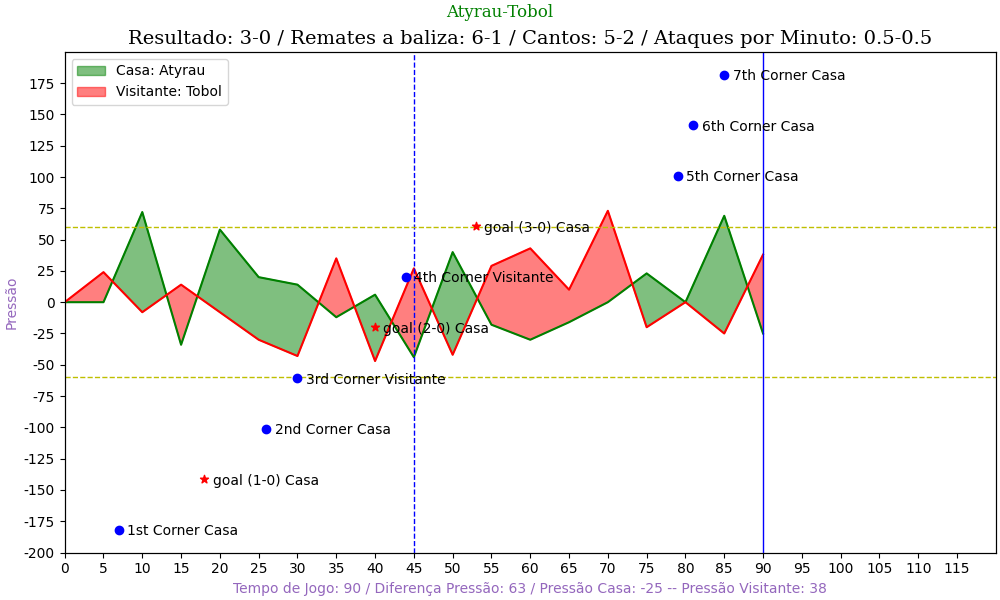 Atyrau-Tobol
Resultado: 3-0 / Remates a baliza: 6-1 / Cantos: 5-2 / Ataques por Minuto: 0.5-0.5
Casa: Atyrau
Visitante: Tobol
7th Corner Casa
6th Corner Casa
5th Corner Casa
goal (3-0) Casa
4th Corner Visitante
goal (2-0) Casa
3rd Corner Visitante
2nd Corner Casa
goal (1-0) Casa
1st Corner Casa
Pressão
175
150
125
100
75
50
25
0
-25
-50
-75
-100
-125
-150
-175
-200
0 5 10 15 20 25 30 35 40 45 50 55 60 65 70 75 80 85 90 95 100 105 110 115
Tempo de Jogo: 90 / Diferença Pressão: 63 / Pressão Casa: -25 -- Pressão Visitante: 38